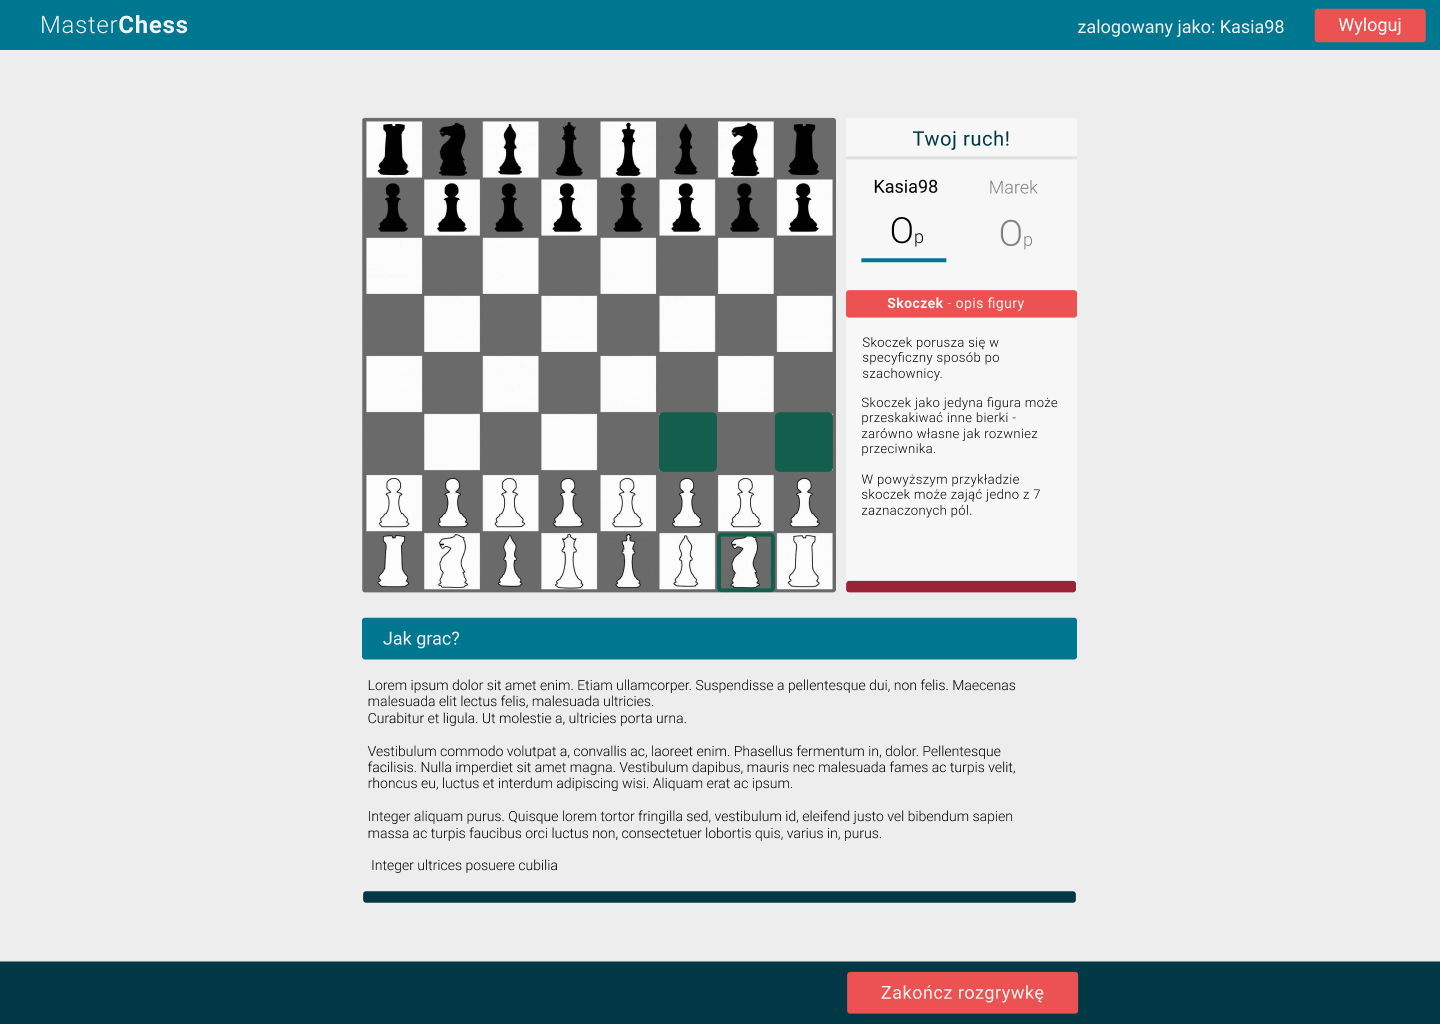 MasterChess
zalogowany jako: Kasia98
Wyloguj
Twoj ruch!
Kasia98
Marek
0p
0p
Skoczek - opis figury
Skoczek porusza się w
specyficzny sposób po
szachownicy.
Skoczek jako jedyna figura może
przeskakiwać inne bierki -
zarówno własne jak rozwniez
przeciwnika.
W powyższym przykładzie
skoczek może zająć jedno z 7
zaznaczonych pól.
Jak grac?
Lorem ipsum dolor sit amet enim. Etiam ullamcorper. Suspendisse a pellentesque dui, non felis. Maecenas
malesuada elit lectus felis, malesuada ultricies.
Curabitur et ligula. Ut molestie a, ultricies porta urna.
Vestibulum commodo volutpat a, convallis ac, laoreet enim. Phasellus fermentum in, dolor. Pellentesque
facilisis. Nulla imperdiet sit amet magna. Vestibulum dapibus, mauris nec malesuada fames ac turpis velit,
rhoncus eu, luctus et interdum adipiscing wisi. Aliquam erat ac ipsum.
Integer aliquam purus. Quisque lorem tortor fringilla sed, vestibulum id, eleifend justo vel bibendum sapien
massa ac turpis faucibus orci luctus non, consectetuer lobortis quis, varius in, purus.
Integer ultrices posuere cubilia
Zakończ rozgrywkę